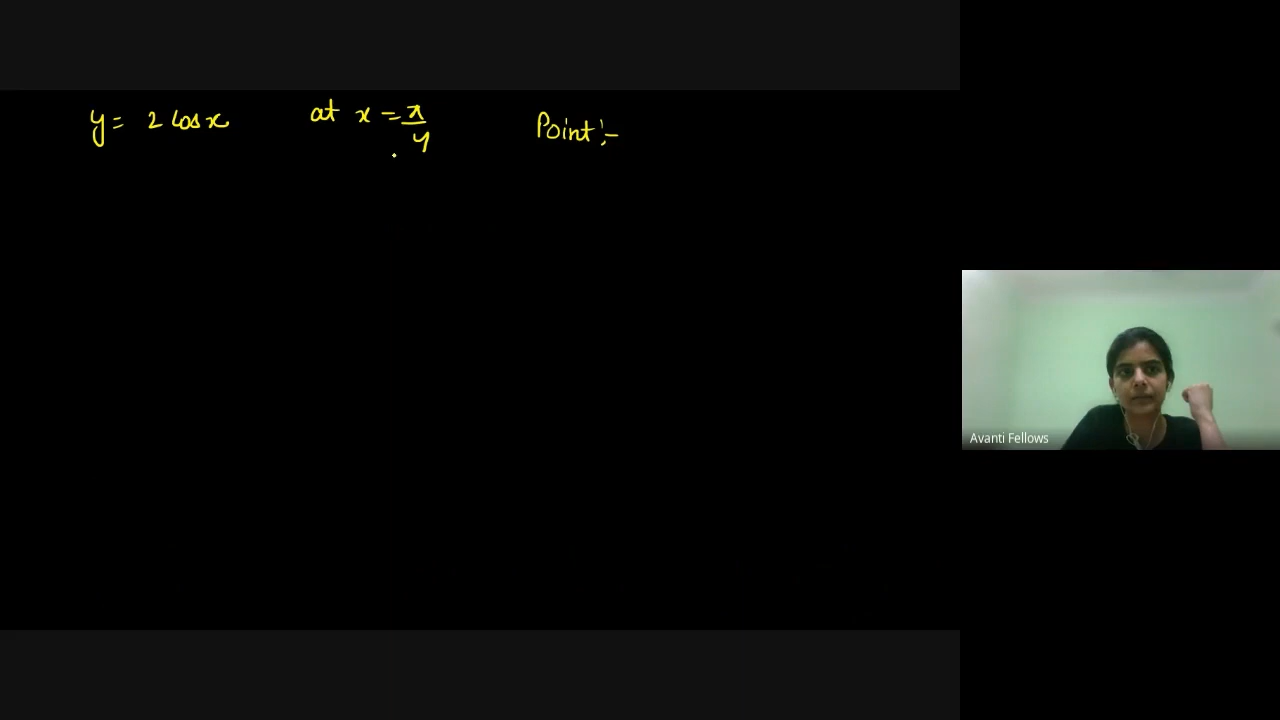 y = 2 cos x at x = π/4 Point :-
Avanti Fellows